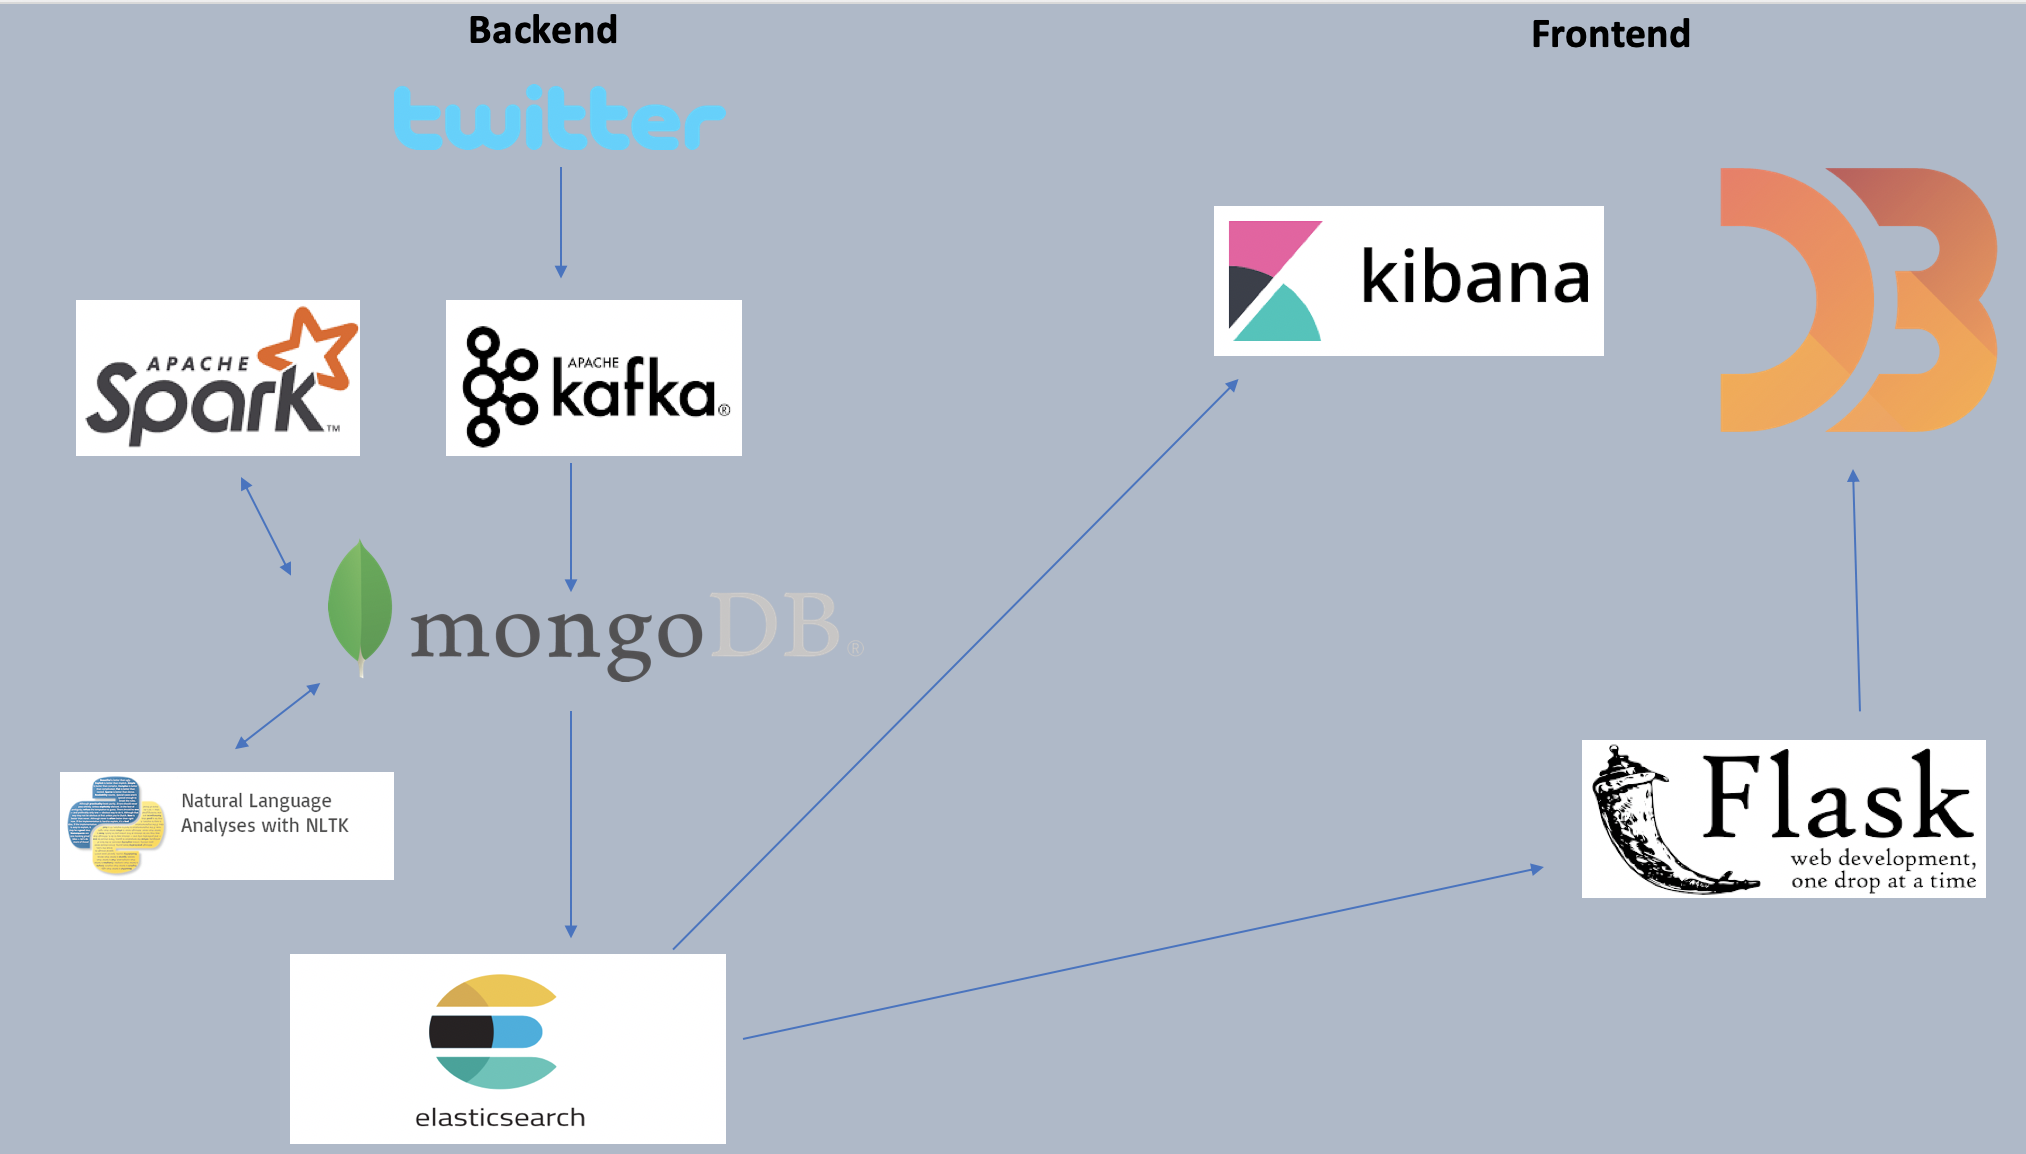 Backend
Frontend
twitter
kibana
D3
APACHE
Spark™
APACHE
kafka®
mongoDB®
Natural Language
Analyses with NLTK
Flask
web development,
one drop at a time
elasticsearch